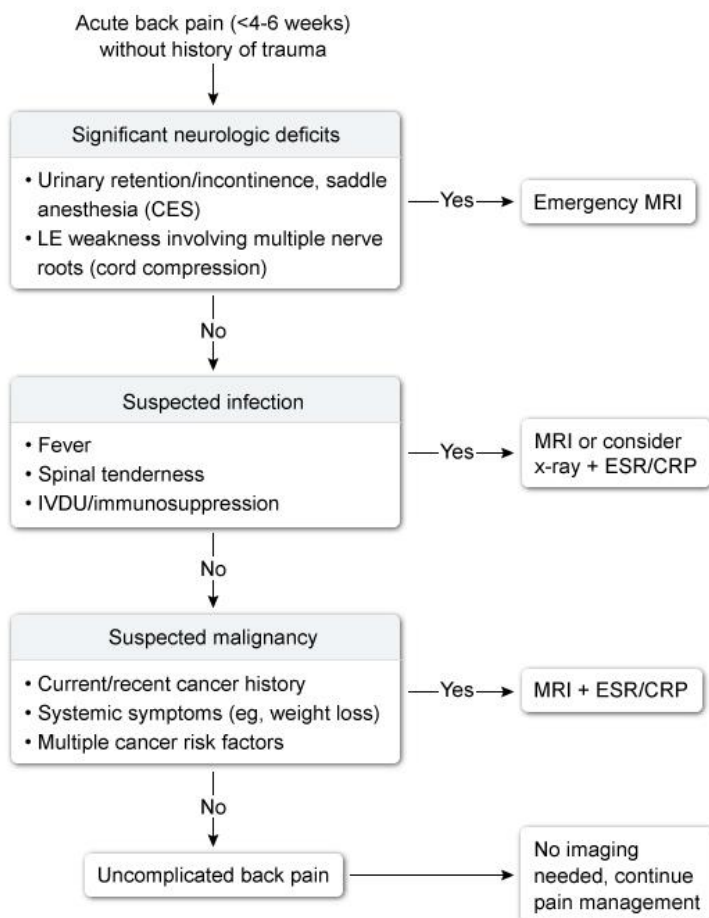 Acute back pain (<4-6 weeks)
without history of trauma
Significant neurologic deficits
• Urinary retention/incontinence, saddle
anesthesia (CES)
• LE weakness involving multiple nerve
roots (cord compression)
Yes
Emergency MRI
No
Suspected infection
• Fever
• Spinal tenderness
• IVDU/immunosuppression
Yes
MRI or consider
x-ray + ESR/CRP
No
Suspected malignancy
• Current/recent cancer history
• Systemic symptoms (eg, weight loss)
• Multiple cancer risk factors
Yes
MRI + ESR/CRP
No
Uncomplicated back pain
No imaging
needed, continue
pain management